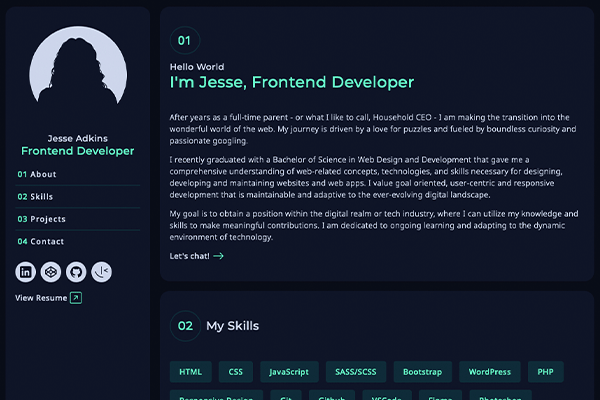 Jesse Adkins
Frontend Developer
01 About
02 Skills
03 Projects
04 Contact
View Resume
01
Hello World
I'm Jesse, Frontend Developer
After years as a full-time parent - or what I like to call, Household CEO - I am making the transition into the
wonderful world of the web. My journey is driven by a love for puzzles and fueled by boundless curiosity and
passionate googling.
I recently graduated with a Bachelor of Science in Web Design and Development that gave me a
comprehensive understanding of web-related concepts, technologies, and skills necessary for designing,
developing and maintaining websites and web apps. I value goal oriented, user-centric and responsive
development that is maintainable and adaptive to the ever-evolving digital landscape.
My goal is to obtain a position within the digital realm or tech industry, where I can utilize my knowledge and
skills to make meaningful contributions. I am dedicated to ongoing learning and adapting to the dynamic
environment of technology.
Let's chat!
02 My Skills
HTML CSS JavaScript SASS/SCSS Bootstrap WordPress PHP
Responsive Design Git Github VSCode Figma Photoshop